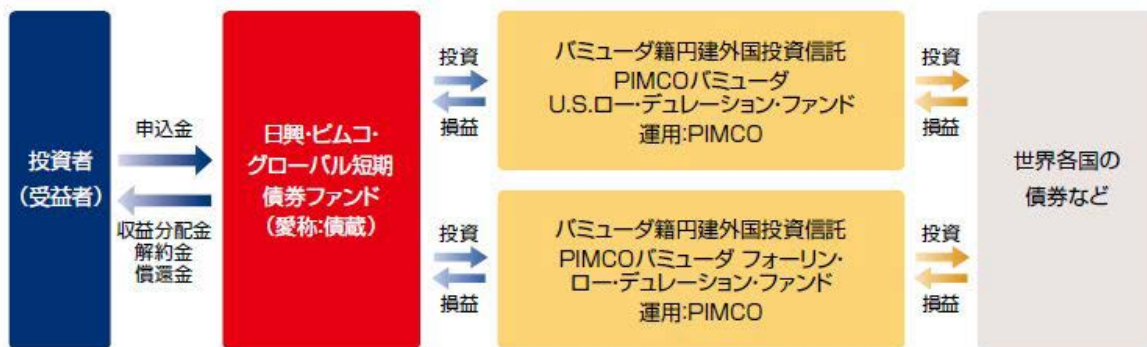 投資者
(受益者)
申込金
収益分配金
解約金
償還金
日興・ピムコ・
グローバル短期
債券ファンド
(愛称:債蔵)
投資
損益
バミューダ籍円建外国投資信託
PIMCOバミューダ
U.S.ロー・デュレーション・ファンド
運用:PIMCO
投資
損益
投資
損益
バミューダ籍円建外国投資信託
PIMCOバミューダ フォーリン・
ロー・デュレーション・ファンド
運用:PIMCO
投資
損益
世界各国の
債券など